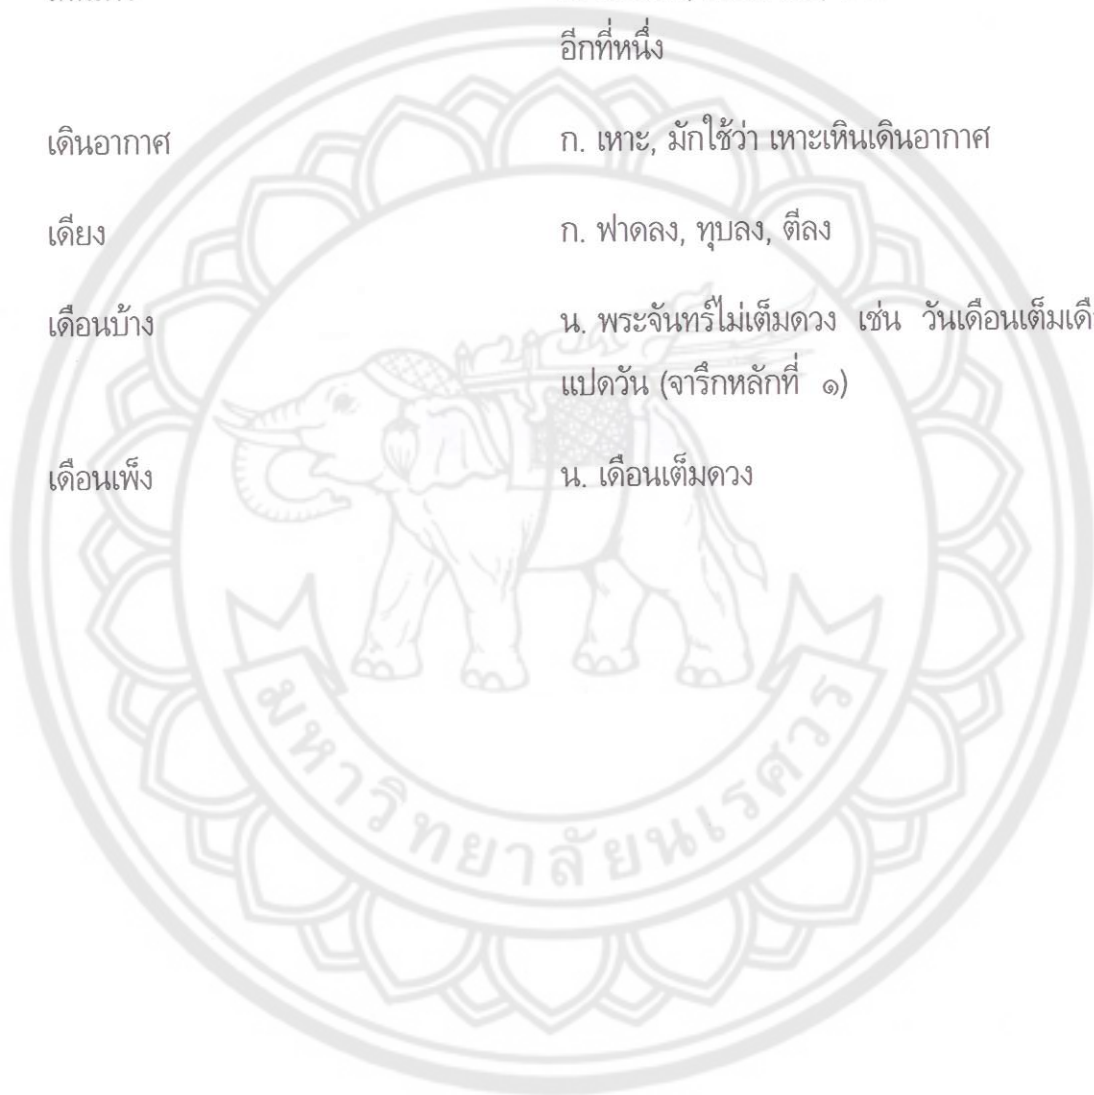 อีกที่หนึ่ง
เดินอากาศ ก. เหาะ, มักใช้ว่า เหาะเหินเดินอากาศ
เดียง ก. ฟาดลง, ทุบลง, ตีลง
เดือนบ้าง น. พระจันทร์ไม่เต็มดวง เช่น วันเดือนเต็มเดื
แปดวัน (จารึกหลักที่ ๑)
เดือนเพ็ง น. เดือนเต็มดวง
มหาวิทยาลัยนเรศวร